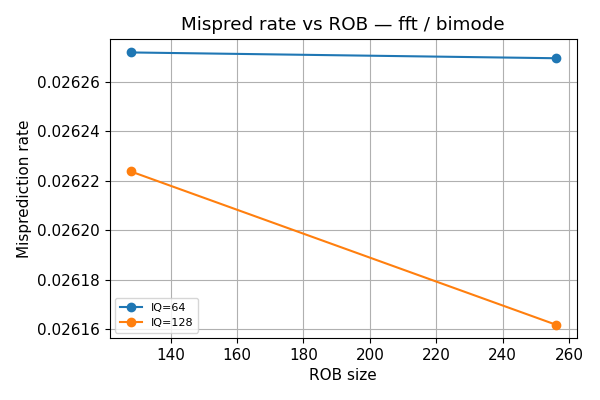 Mispred rate vs ROB — fft / bimode
Misprediction rate
0.02626
0.02624
0.02622
0.02620
0.02618
0.02616
IQ=64
IQ=128
140 160 180 200 220 240 260
ROB size